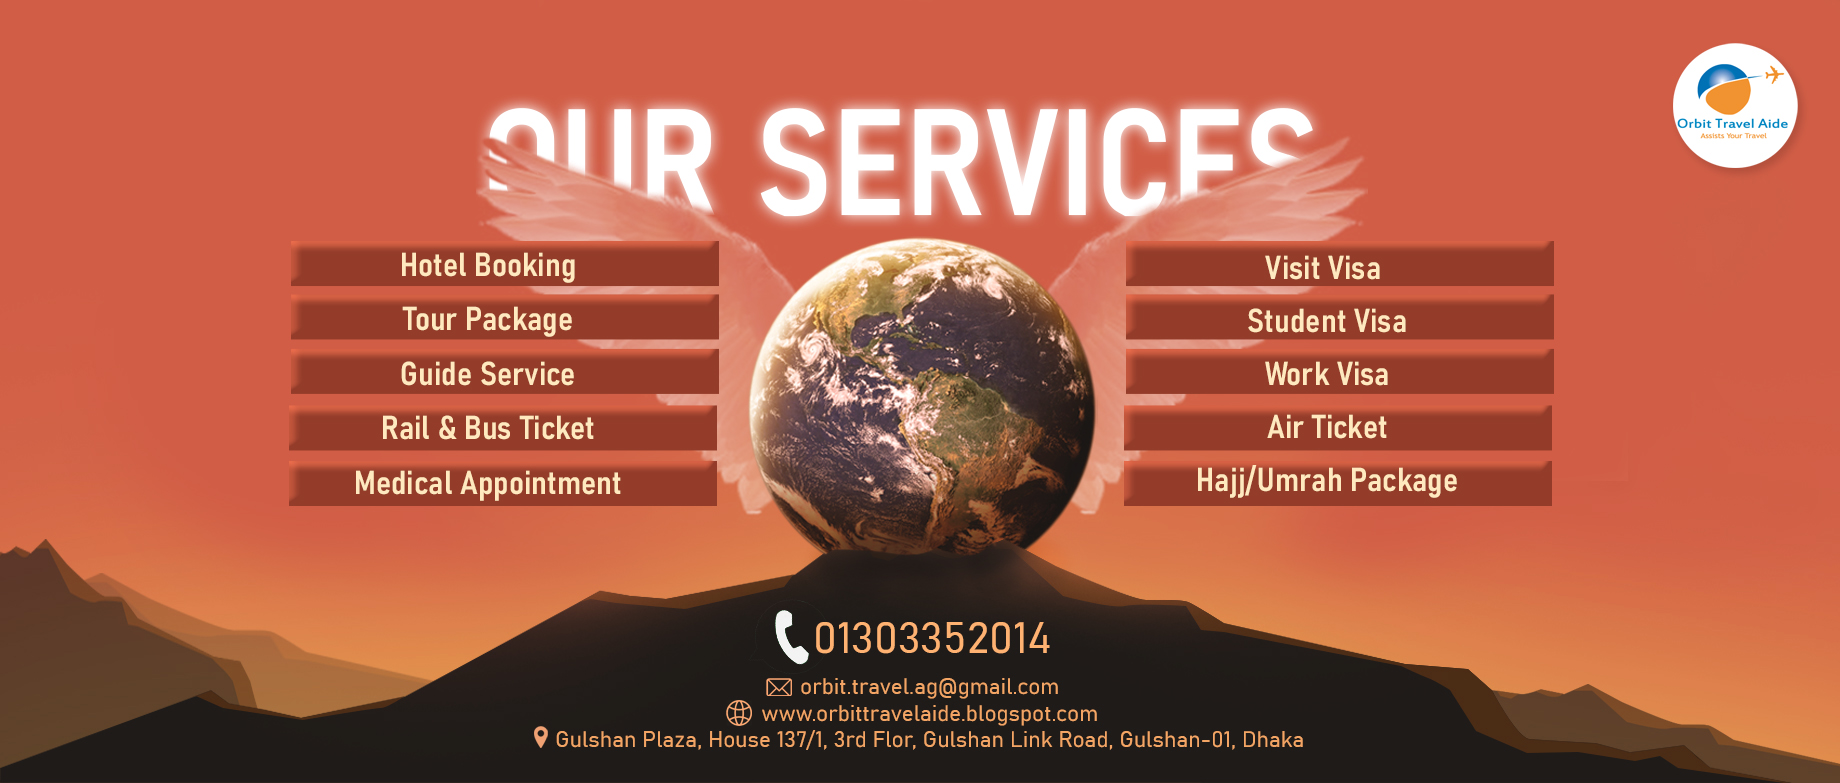 OUR SERVICES
Orbit Travel Aide
Assists Your Travel
Hotel Booking
Tour Package
Guide Service
Rail & Bus Ticket
Medical Appointment
Visit Visa
Student Visa
Work Visa
Air Ticket
Hajj/Umrah Package
01303352014
orbit.travel.ag@gmail.com
www.orbittravelaide.blogspot.com
Gulshan Plaza, House 137/1, 3rd Flor, Gulshan Link Road, Gulshan-01, Dhaka